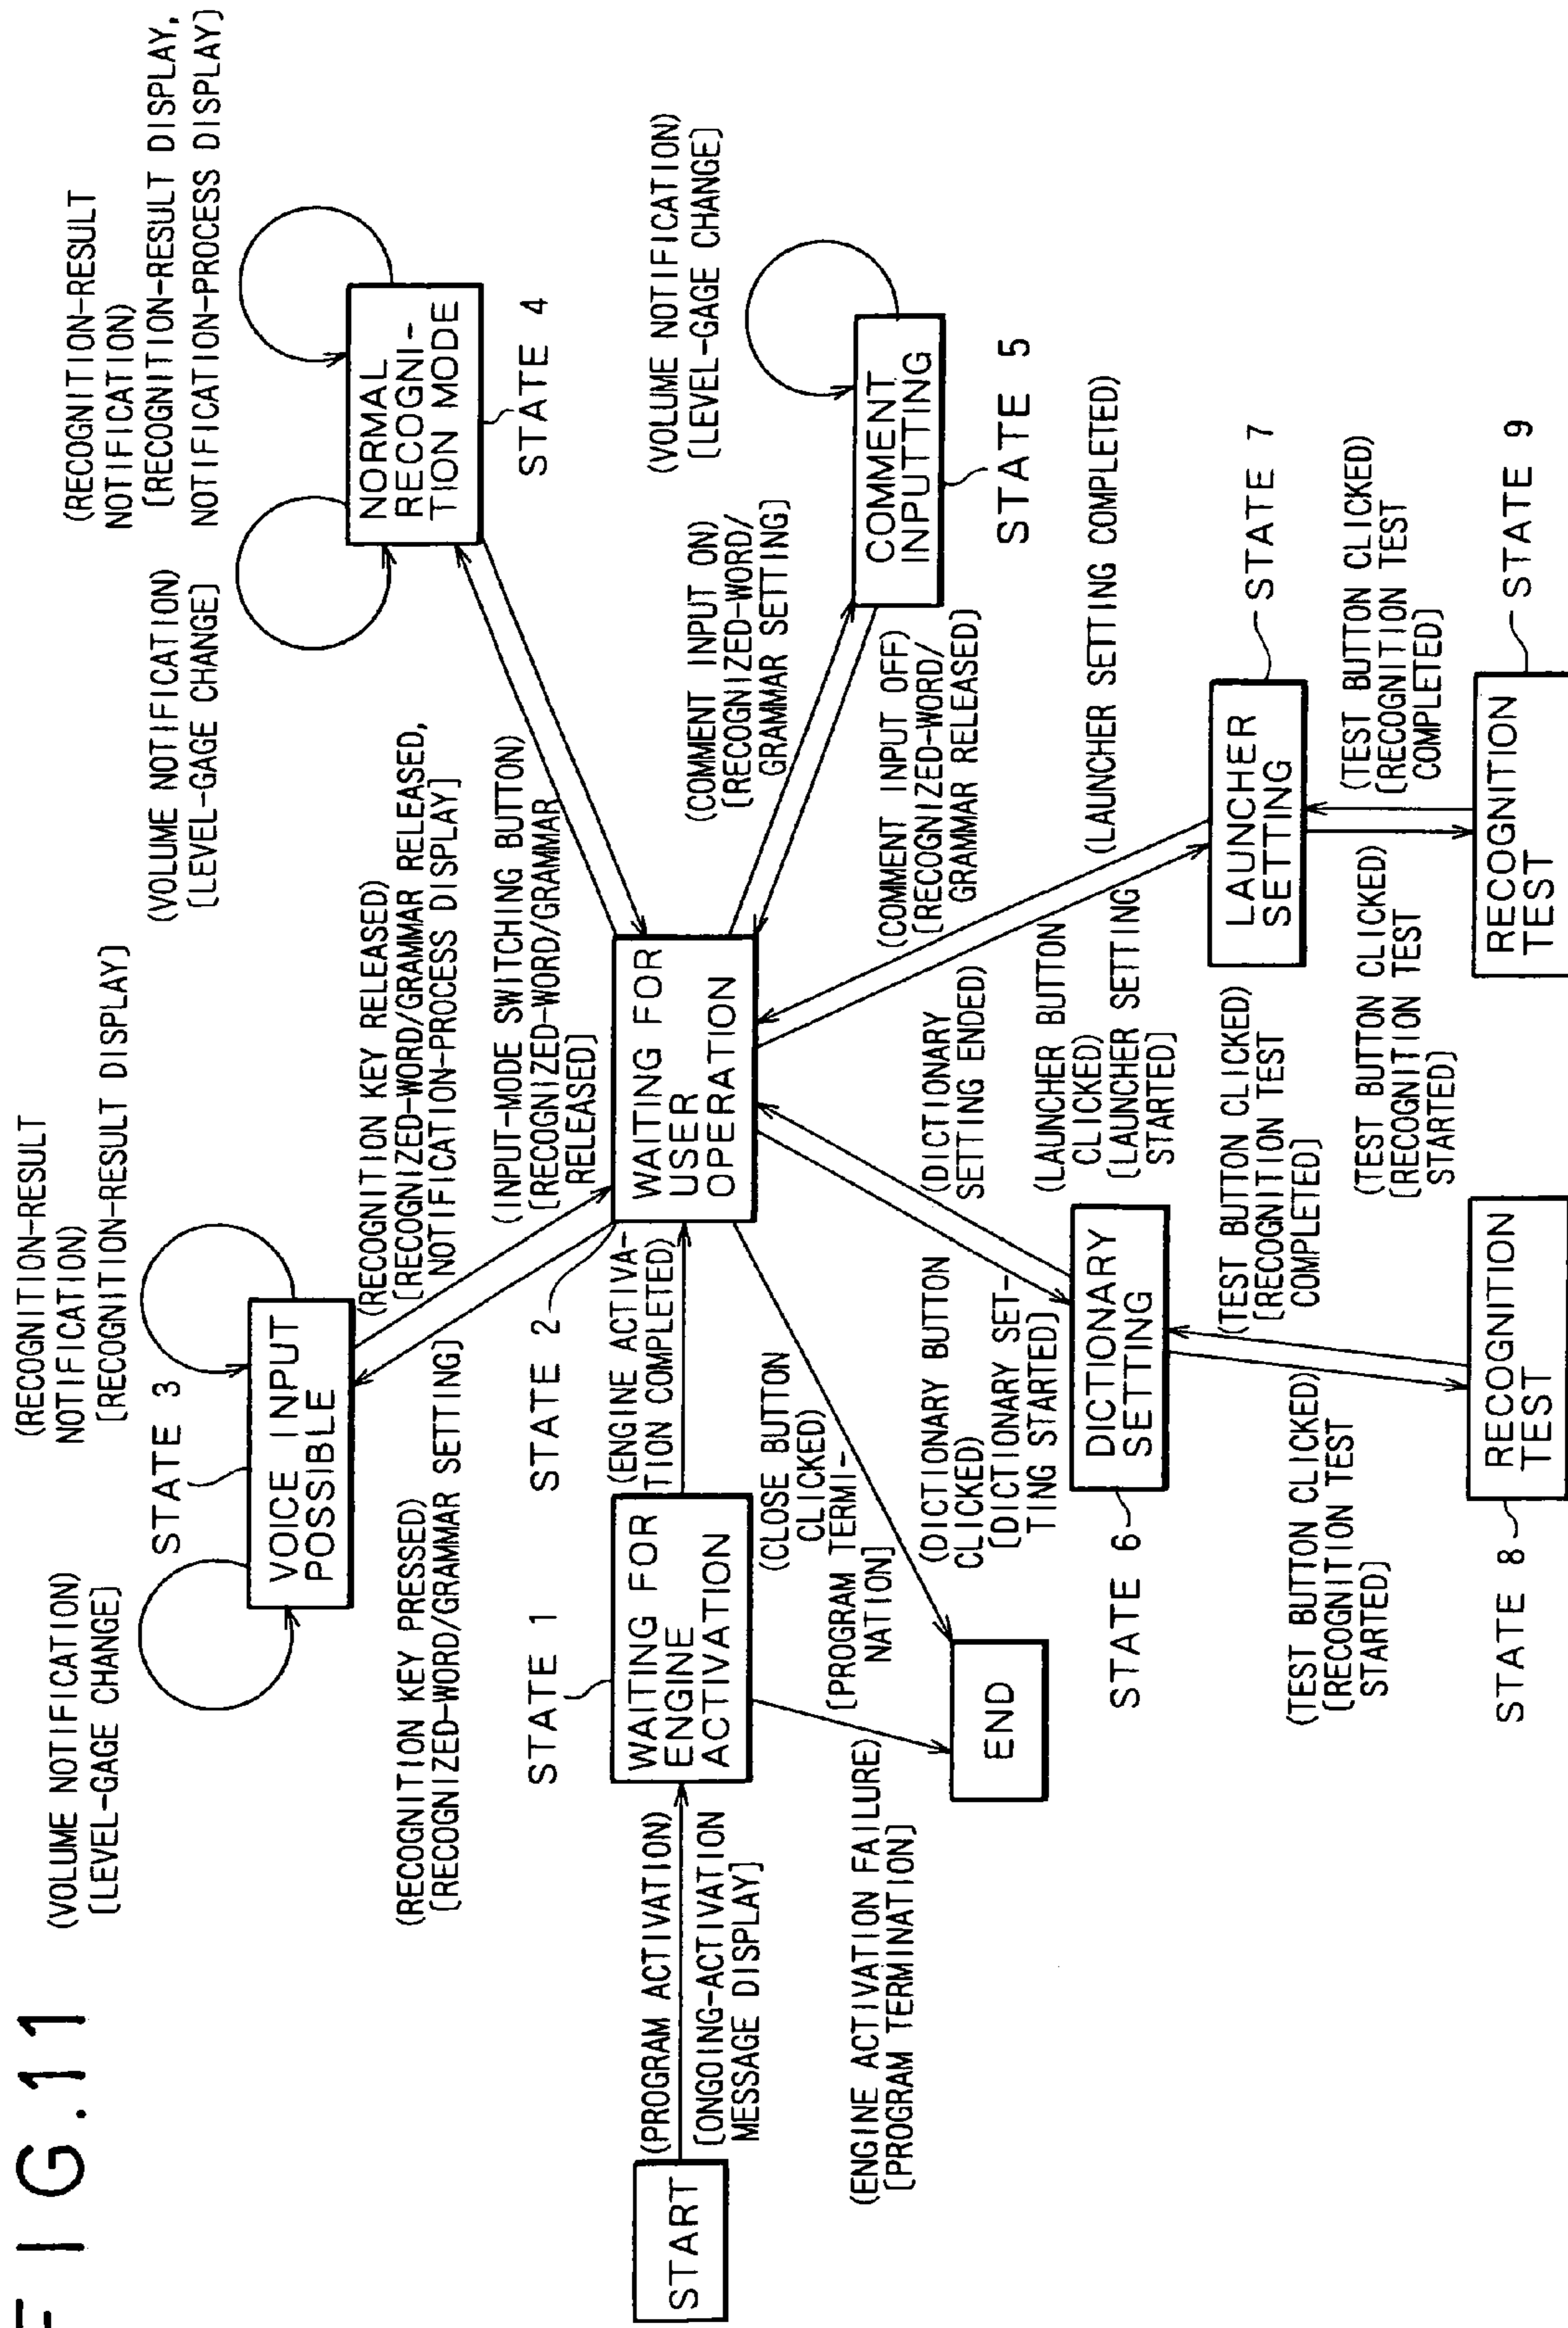 FIG.11
(VOLUME NOTIFICATION)
[LEVEL-GAGE CHANGE]
(RECOGNITION-RESULT
NOTIFICATION)
[RECOGNITION-RESULT DISPLAY]
STATE 3
VOICE INPUT
POSSIBLE
(RECOGNITION KEY PRESSED)
[RECOGNIZED-WORD/GRAMMAR SETTING]
(RECOGNITION KEY RELEASED)
[RECOGNIZED-WORD/GRAMMAR RELEASED,
NOTIFICATION-PROCESS DISPLAY]
(VOLUME NOTIFICATION)
[LEVEL-GAGE CHANGE]
(RECOGNITION-RESULT
NOTIFICATION)
[RECOGNITION-RESULT DISPLAY,
NOTIFICATION-PROCESS DISPLAY]
NORMAL
RECOGNI-
TION MODE
STATE 4
(INPUT-MODE SWITCHING BUTTON)
[RECOGNIZED-WORD/GRAMMAR
RELEASED]
START
(PROGRAM ACTIVATION)
[ONGOING-ACTIVATION
MESSAGE DISPLAY]
STATE 1
WAITING FOR
ENGINE
ACTIVATION
STATE 2
(ENGINE ACTIVA-
TION COMPLETED)
WAITING FOR
USER
OPERATION
(COMMENT INPUT ON)
[RECOGNIZED-WORD/
GRAMMAR SETTING]
(VOLUME NOTIFICATION)
[LEVEL-GAGE CHANGE]
COMMENT
INPUTTING
STATE 5
(COMMENT INPUT OFF)
[RECOGNIZED-WORD/
GRAMMAR RELEASED]
(ENGINE ACTIVATION FAILURE)
[PROGRAM TERMINATION]
(CLOSE BUTTON
CLICKED)
[PROGRAM TERMI-
NATION]
END
(DICTIONARY BUTTON
CLICKED)
[DICTIONARY SET-
TING STARTED]
(DICTIONARY
SETTING ENDED)
(LAUNCHER BUTTON
CLICKED)
[LAUNCHER SETTING
STARTED]
(LAUNCHER SETTING COMPLETED)
STATE 6
DICTIONARY
SETTING
LAUNCHER
SETTING
STATE 7
(TEST BUTTON CLICKED)
[RECOGNITION TEST
STARTED]
(TEST BUTTON CLICKED)
[RECOGNITION TEST
COMPLETED]
(TEST BUTTON CLICKED)
[RECOGNITION TEST
STARTED]
(TEST BUTTON CLICKED)
[RECOGNITION TEST
COMPLETED]
STATE 8
RECOGNITION
TEST
RECOGNITION
TEST
STATE 9